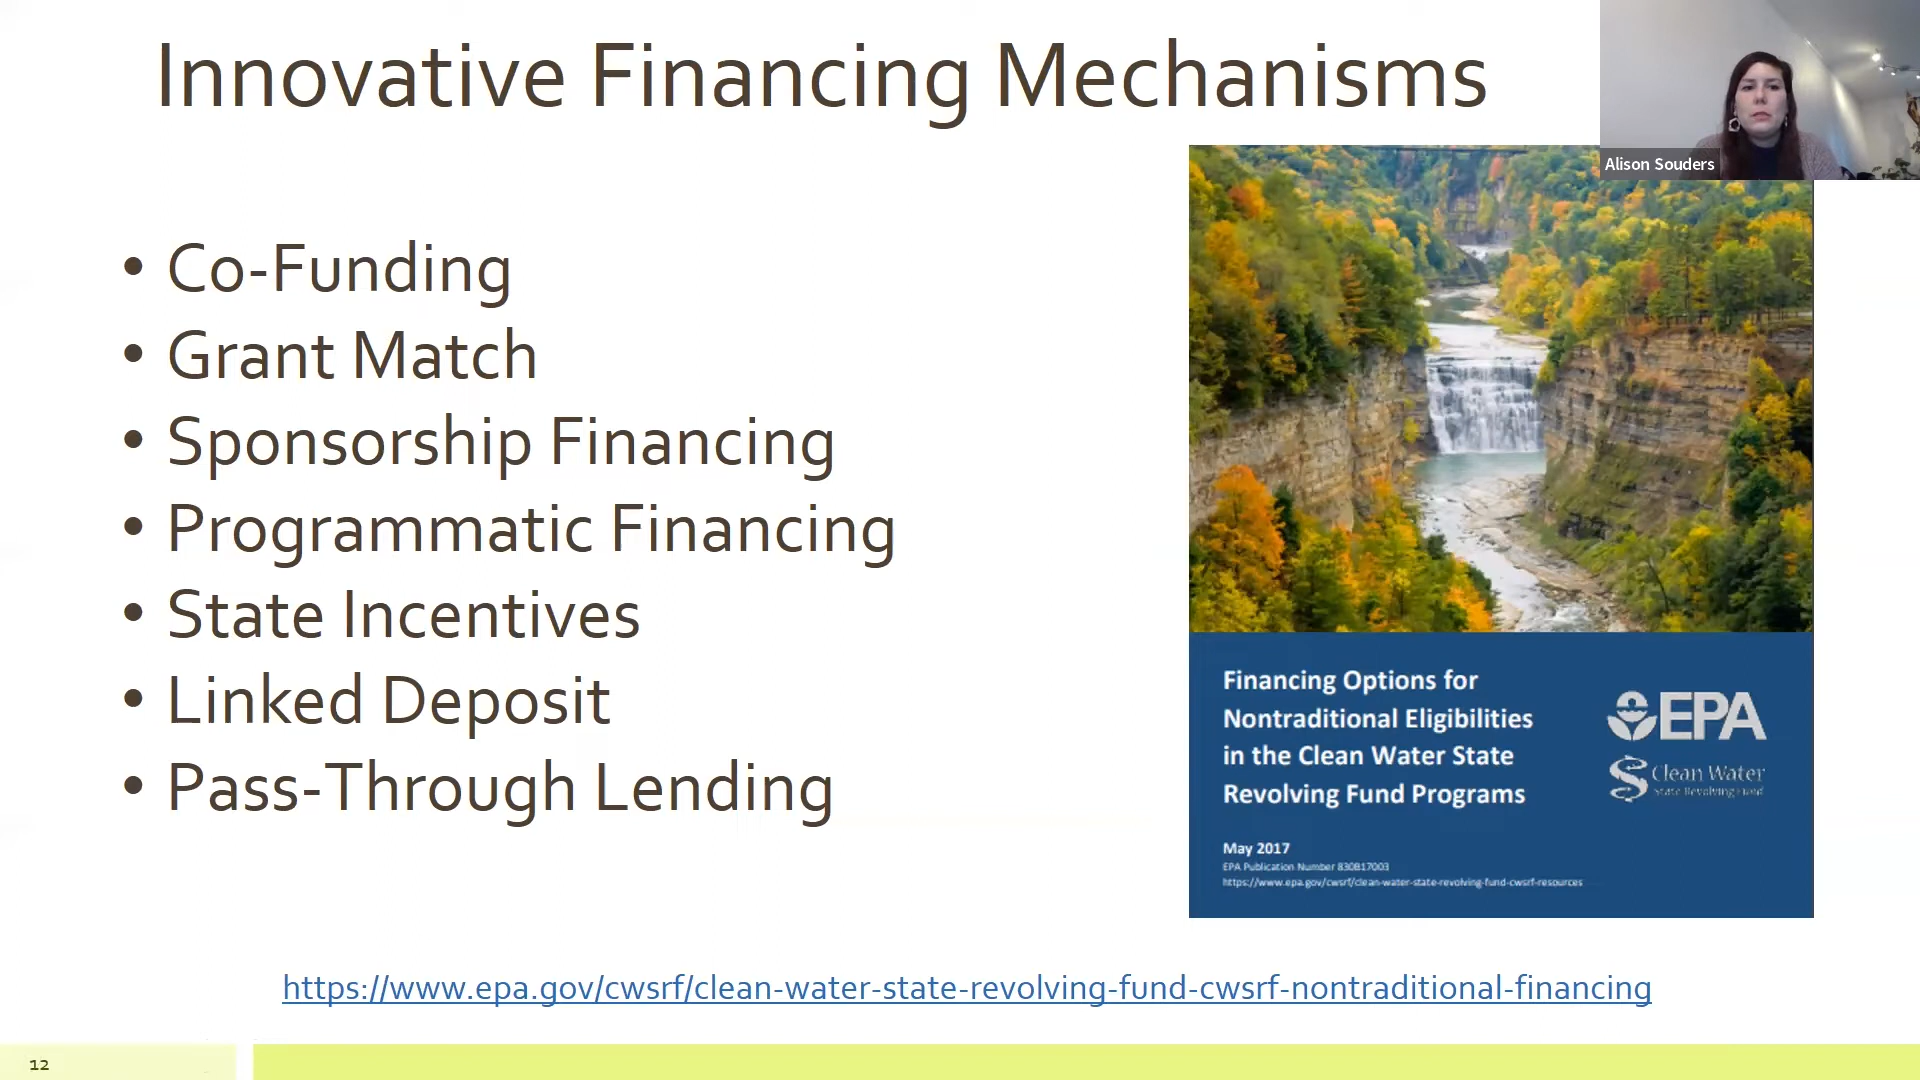 Innovative Financing Mechanisms
Alison Souders
• Co-Funding
• Grant Match
• Sponsorship Financing
• Programmatic Financing
• State Incentives
• Linked Deposit
• Pass-Through Lending
Financing Options for
Nontraditional Eligibilities
in the Clean Water State
Revolving Fund Programs
EPA
Clean Water
State Revolving Fund
May 2017
EPA Publication Number 830B17003
https://www.epa.gov/cwsrf/clean-water-state-revolving-fund-cwsrf-resources
https://www.epa.gov/cwsrf/clean-water-state-revolving-fund-cwsrf-nontraditional-financing
12